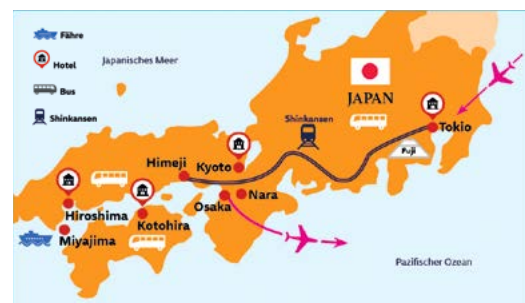 Fähre
Hotel
Bus
Shinkansen
Japanisches Meer
JAPAN
Shinkansen
Tokio
Fuji
Himeji
Kyoto
Nara
Osaka
Hiroshima
Miyajima
Kotohira
Pazifischer Ozean